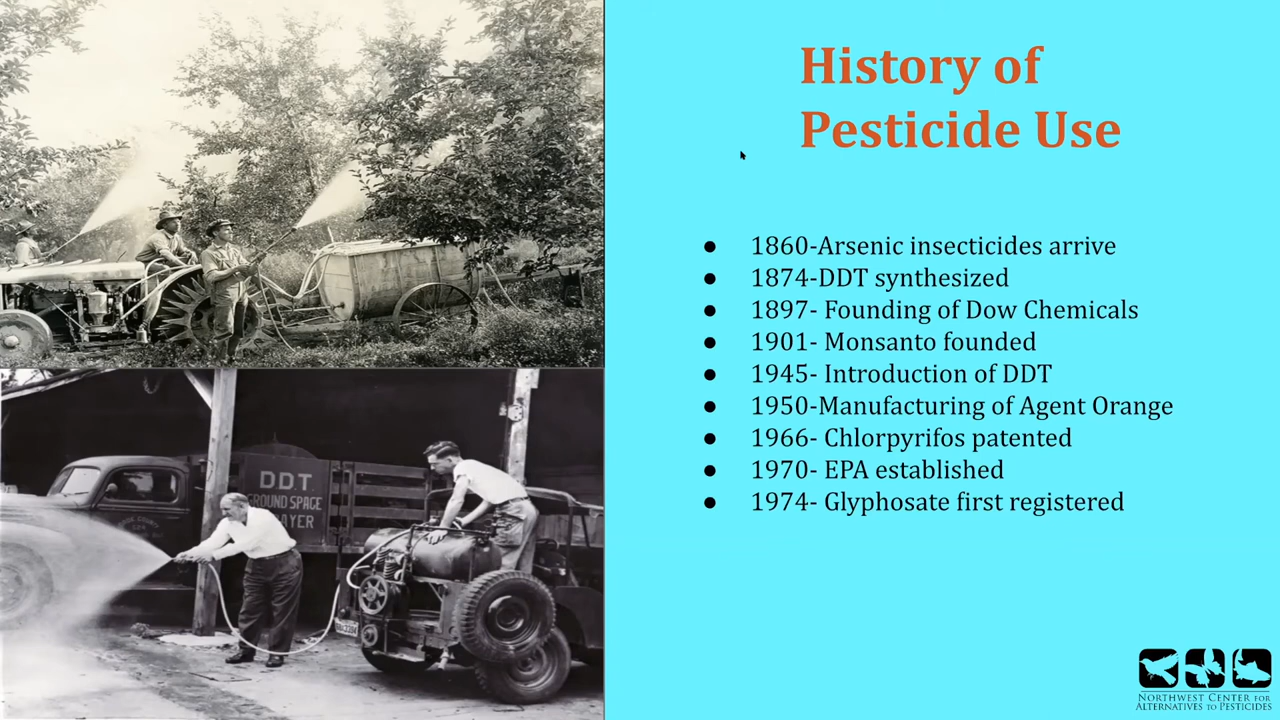 History of
Pesticide Use
● 1860-Arsenic insecticides arrive
● 1874-DDT synthesized
● 1897- Founding of Dow Chemicals
● 1901- Monsanto founded
● 1945- Introduction of DDT
● 1950-Manufacturing of Agent Orange
● 1966- Chlorpyrifos patented
● 1970- EPA established
● 1974- Glyphosate first registered
D.D.T.
GROUND SPACE
NORTHWEST CENTER FOR
ALTERNATIVES TO PESTICIDES